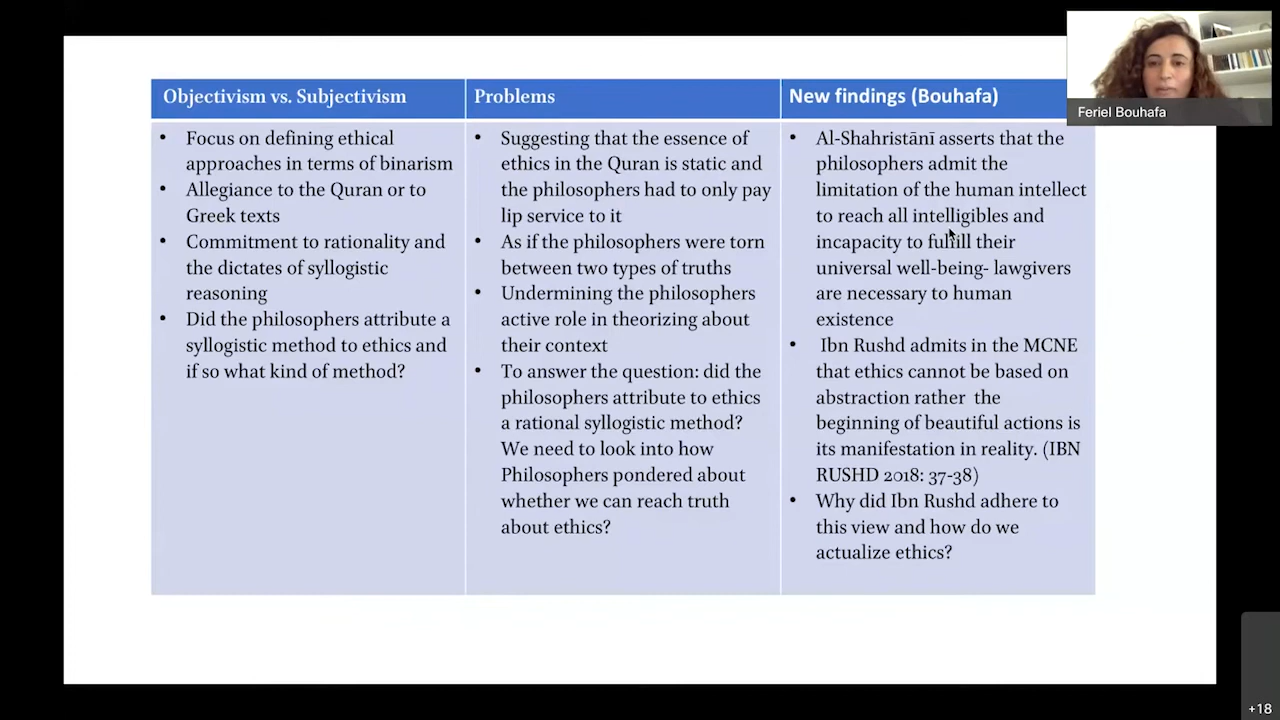 Objectivism vs. Subjectivism
Focus on defining ethical
approaches in terms of binarism
Allegiance to the Quran or to
Greek texts
Commitment to rationality and
the dictates of syllogistic
reasoning
Did the philosophers attribute a
syllogistic method to ethics and
if so what kind of method?
Problems
Suggesting that the essence of
ethics in the Quran is static and
the philosophers had to only pay
lip service to it
As if the philosophers were torn
between two types of truths
Undermining the philosophers
active role in theorizing about
their context
To answer the question: did the
philosophers attribute to ethics
a rational syllogistic method?
We need to look into how
Philosophers pondered about
whether we can reach truth
about ethics?
New findings (Bouhafa)
Al-Shahristānī asserts that the
philosophers admit the
limitation of the human intellect
to reach all intelligibles and
incapacity to fulfill their
universal well-being- lawgivers
are necessary to human
existence
Ibn Rushd admits in the MCNE
that ethics cannot be based on
abstraction rather the
beginning of beautiful actions is
its manifestation in reality. (IBN
RUSHD 2018: 37-38)
Why did Ibn Rushd adhere to
this view and how do we
actualize ethics?
Feriel Bouhafa
+18